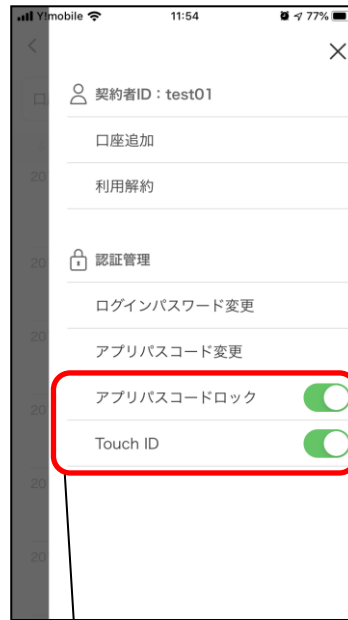 Y!mobile 11:54 77%
契約者ID：test01
口座追加
利用解約
認証管理
ログインパスワード変更
アプリパスコード変更
アプリパスコードロック
Touch ID